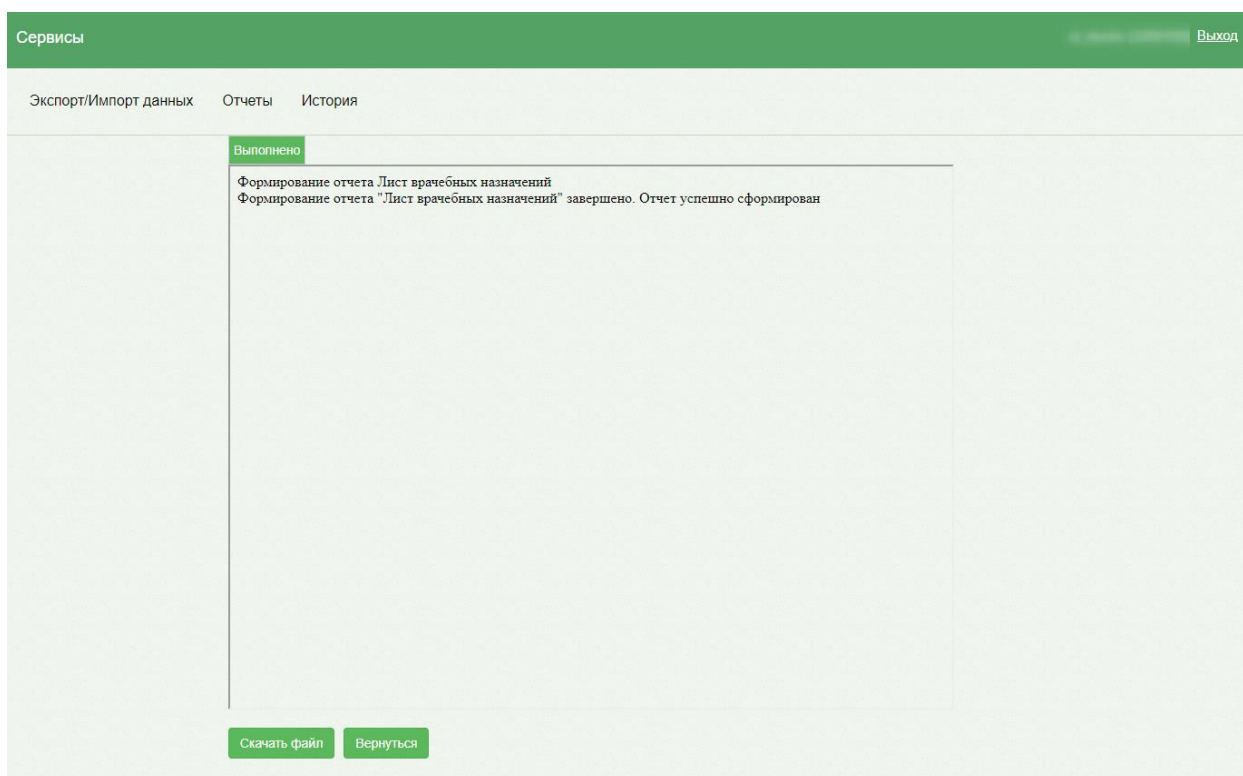 Сервисы
Выход
Экспорт/Импорт данных Отчеты История
Выполнено
Формирование отчета Лист врачебных назначений
Формирование отчета "Лист врачебных назначений" завершено. Отчет успешно сформирован
Скачать файл Вернуться